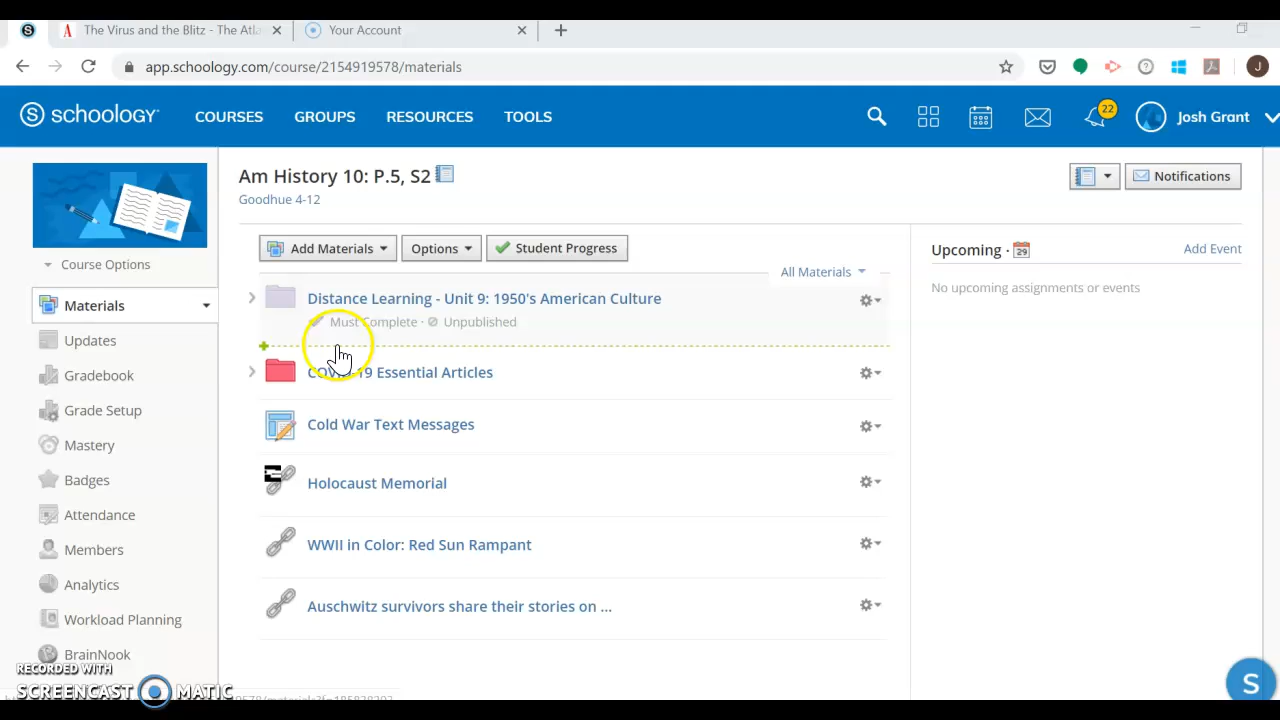 The Virus and the Blitz - The Atla
Your Account
app.schoology.com/course/2154919578/materials
J
S schoology
COURSES GROUPS RESOURCES TOOLS
22
Josh Grant
Am History 10: P.5, S2
Goodhue 4-12
Notifications
Course Options
Materials
Updates
Gradebook
Grade Setup
Mastery
Badges
Attendance
Members
Analytics
Workload Planning
BrainNook
Add Materials Options Student Progress
All Materials
Distance Learning - Unit 9: 1950's American Culture
Must Complete · Unpublished
COVID-19 Essential Articles
Cold War Text Messages
Holocaust Memorial
WWII in Color: Red Sun Rampant
Auschwitz survivors share their stories on ...
Upcoming · 29
Add Event
No upcoming assignments or events
RECORDED WITH
SCREENCAST MATIC
S